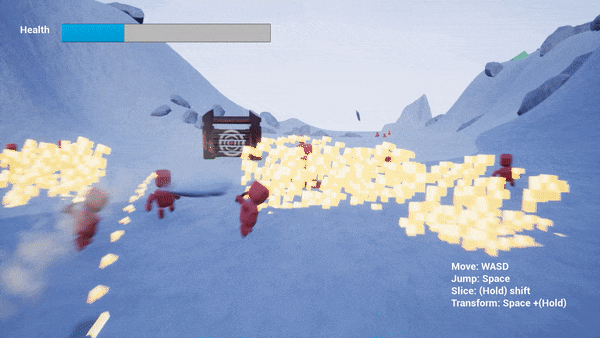 Health
Move: WASD
Jump: Space
Slice: (Hold) shift
Transform: Space +(Hold)